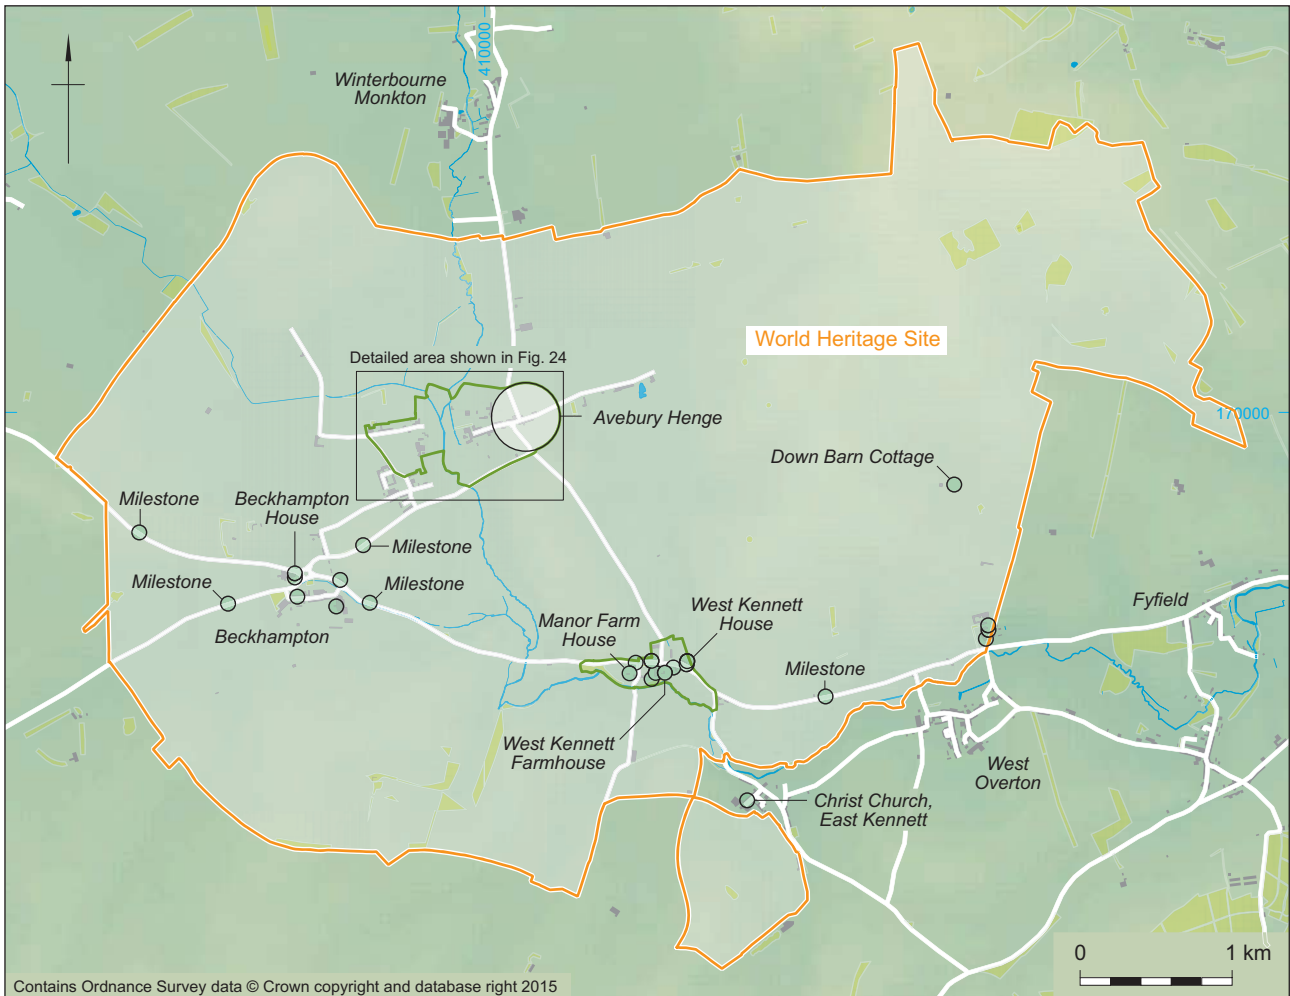 410000
Winterbourne
Monkton
World Heritage Site
Detailed area shown in Fig. 24
Avebury Henge
170000
Down Barn Cottage
Milestone
Beckhampton
House
Milestone
Milestone
Milestone
Beckhampton
Manor Farm
House
West Kennett
House
Fyfield
Milestone
West Kennett
Farmhouse
West
Overton
Christ Church,
East Kennett
0
1 km
Contains Ordnance Survey data © Crown copyright and database right 2015